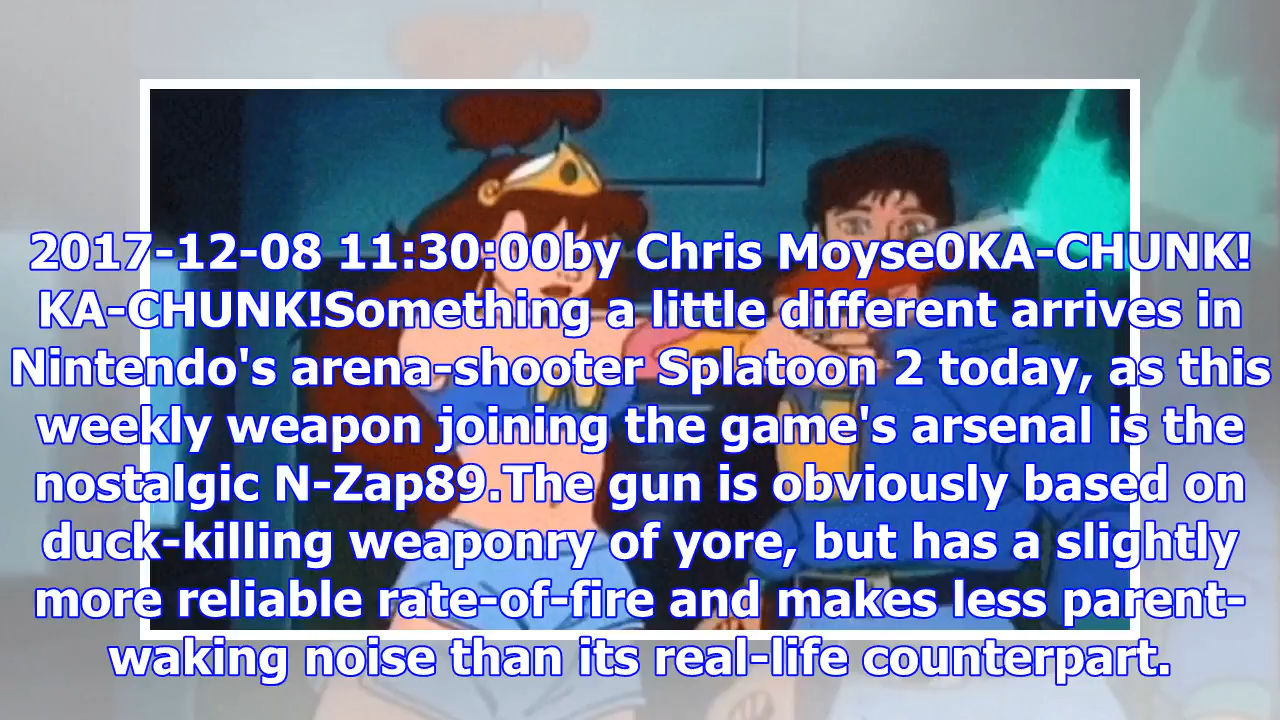 2017-12-08 11:30:00by Chris Moyse0KA-CHUNK!
KA-CHUNK!Something a little different arrives in
Nintendo's arena-shooter Splatoon 2 today, as this
weekly weapon joining the game's arsenal is the
nostalgic N-Zap89.The gun is obviously based on
duck-killing weaponry of yore, but has a slightly
more reliable rate-of-fire and makes less parent-
waking noise than its real-life counterpart.